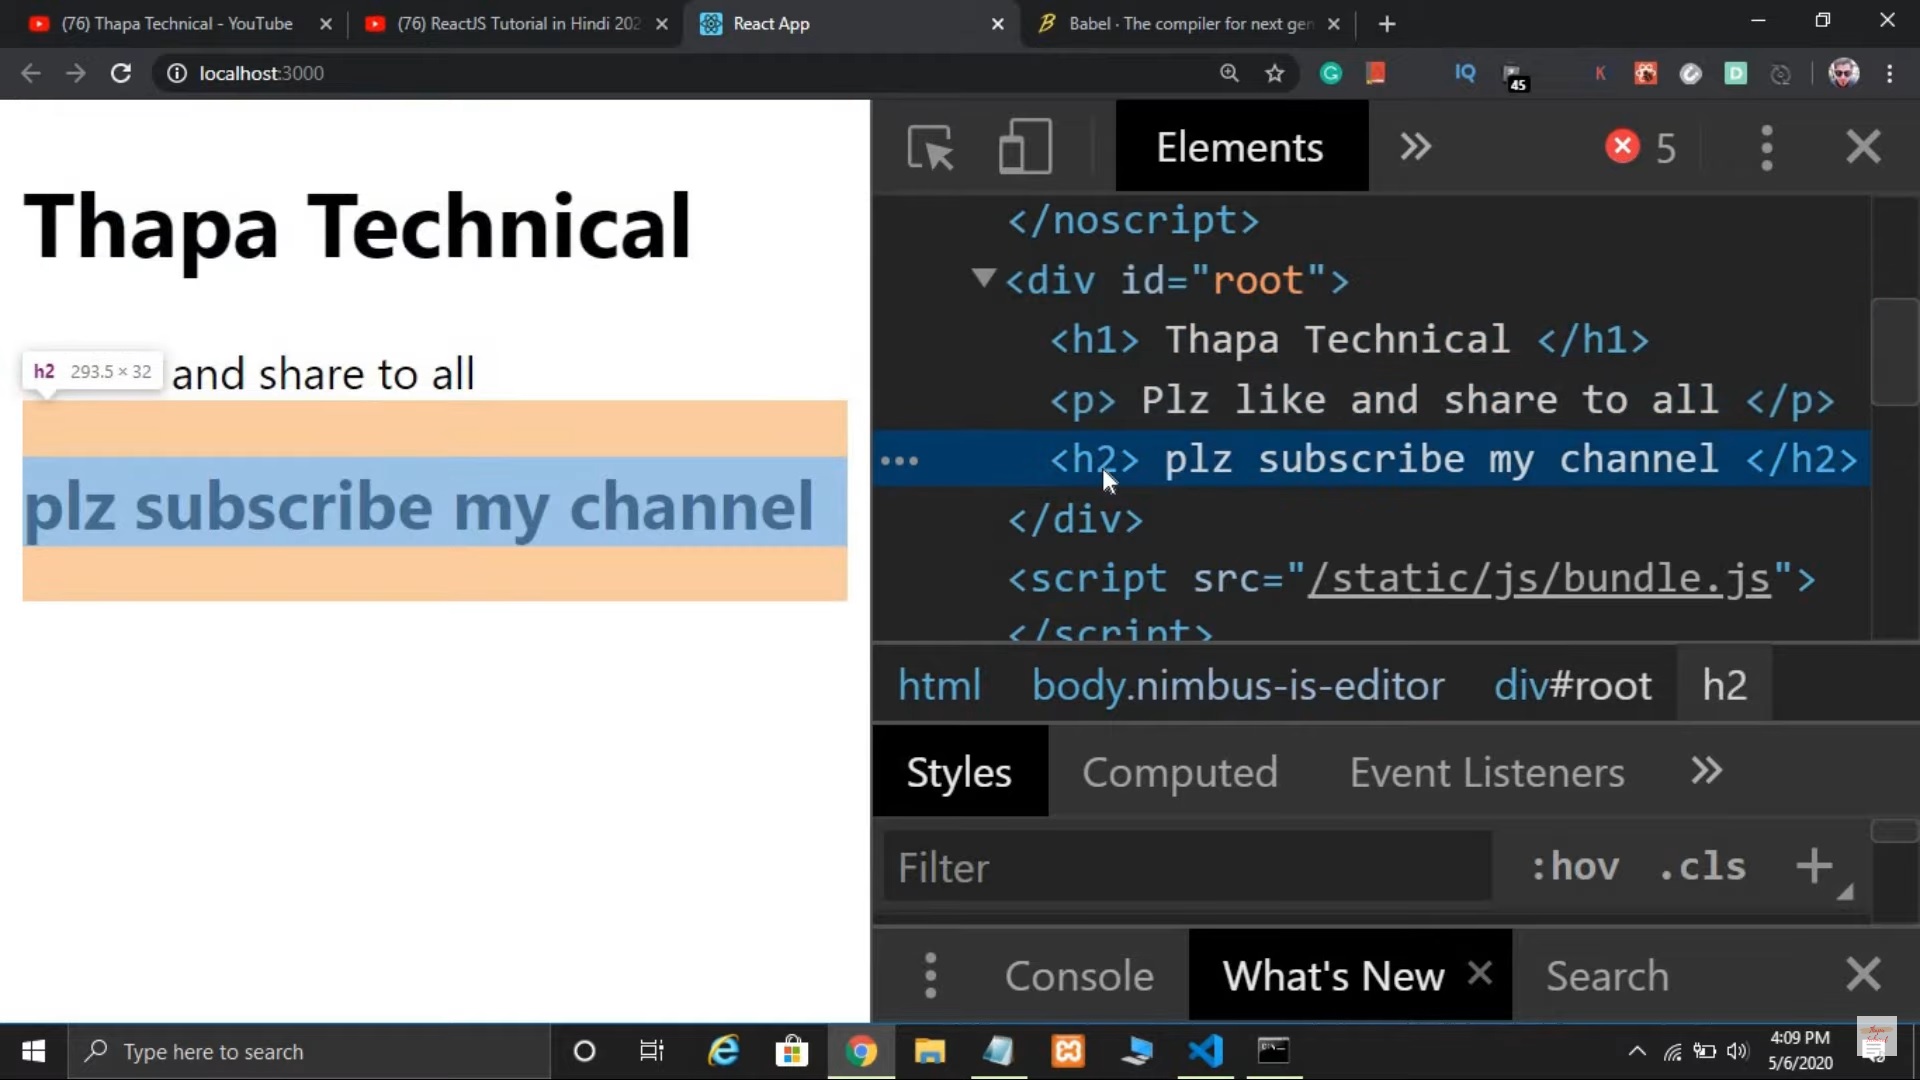 (76) Thapa Technical - YouTube
(76) ReactJS Tutorial in Hindi 202
React App
Babel · The compiler for next gen
localhost:3000
IQ
45
K
D
Thapa Technical
and share to all
h2 293.5 × 32
plz subscribe my channel
Elements
5
</noscript>
<div id="root">
<h1> Thapa Technical </h1>
<p> Plz like and share to all </p>
<h2> plz subscribe my channel </h2>
</div>
<script src="/static/js/bundle.js">
</script>
html body.nimbus-is-editor div#root h2
Styles Computed Event Listeners
Filter :hov .cls
Console What's New Search
Type here to search
4:09 PM
5/6/2020